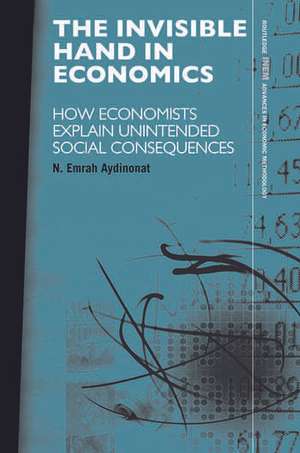 THE INVISIBLE
HAND IN
ECONOMICS
HOW ECONOMISTS
EXPLAIN UNINTENDED
SOCIAL CONSEQUENCES
N. Emrah Aydinonat
ROUTLEDGE INEM ADVANCES IN ECONOMIC METHODOLOGY